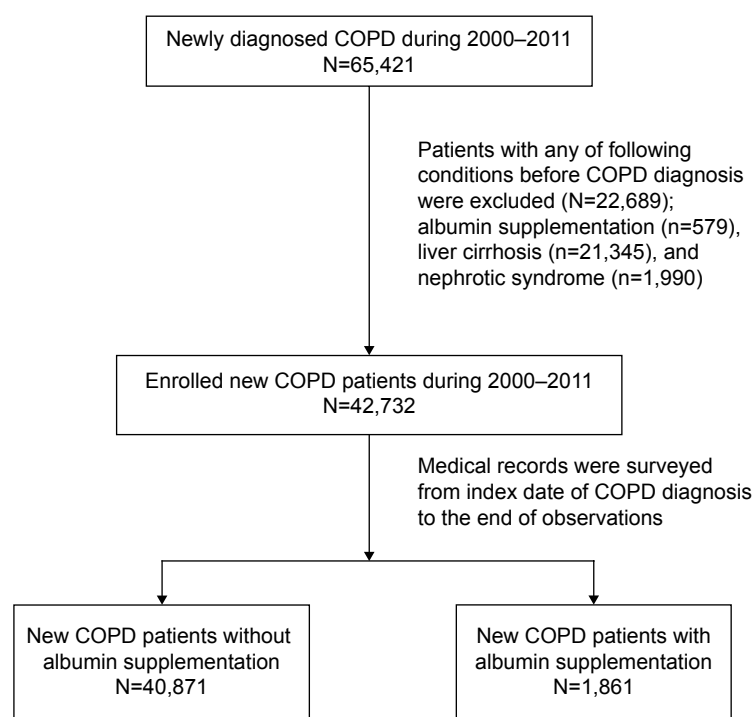 Newly diagnosed COPD during 2000–2011
N=65,421
Patients with any of following
conditions before COPD diagnosis
were excluded (N=22,689);
albumin supplementation (n=579),
liver cirrhosis (n=21,345), and
nephrotic syndrome (n=1,990)
Enrolled new COPD patients during 2000–2011
N=42,732
Medical records were surveyed
from index date of COPD diagnosis
to the end of observations
New COPD patients without
albumin supplementation
N=40,871
New COPD patients with
albumin supplementation
N=1,861